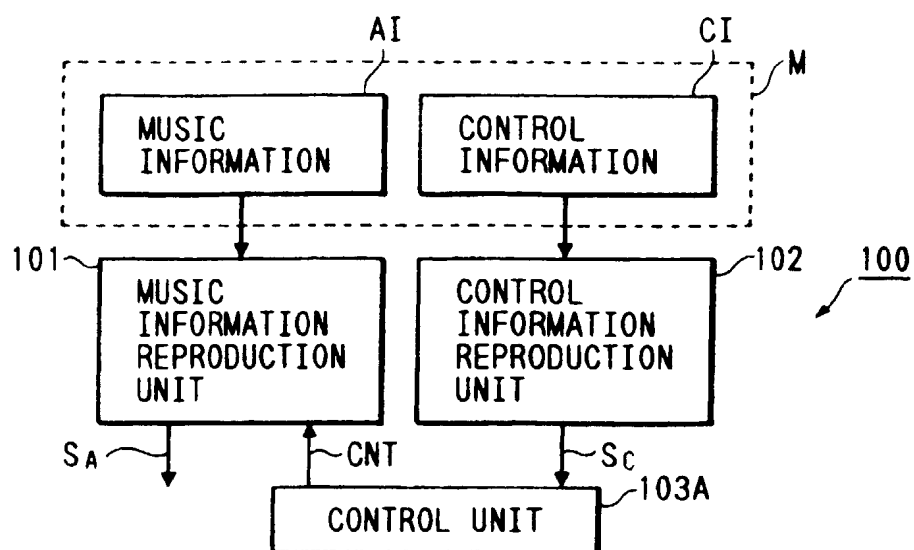 AI
CI
M
MUSIC
INFORMATION
CONTROL
INFORMATION
101
102
100
MUSIC
INFORMATION
REPRODUCTION
UNIT
CONTROL
INFORMATION
REPRODUCTION
UNIT
SA
CNT
SC
103A
CONTROL UNIT